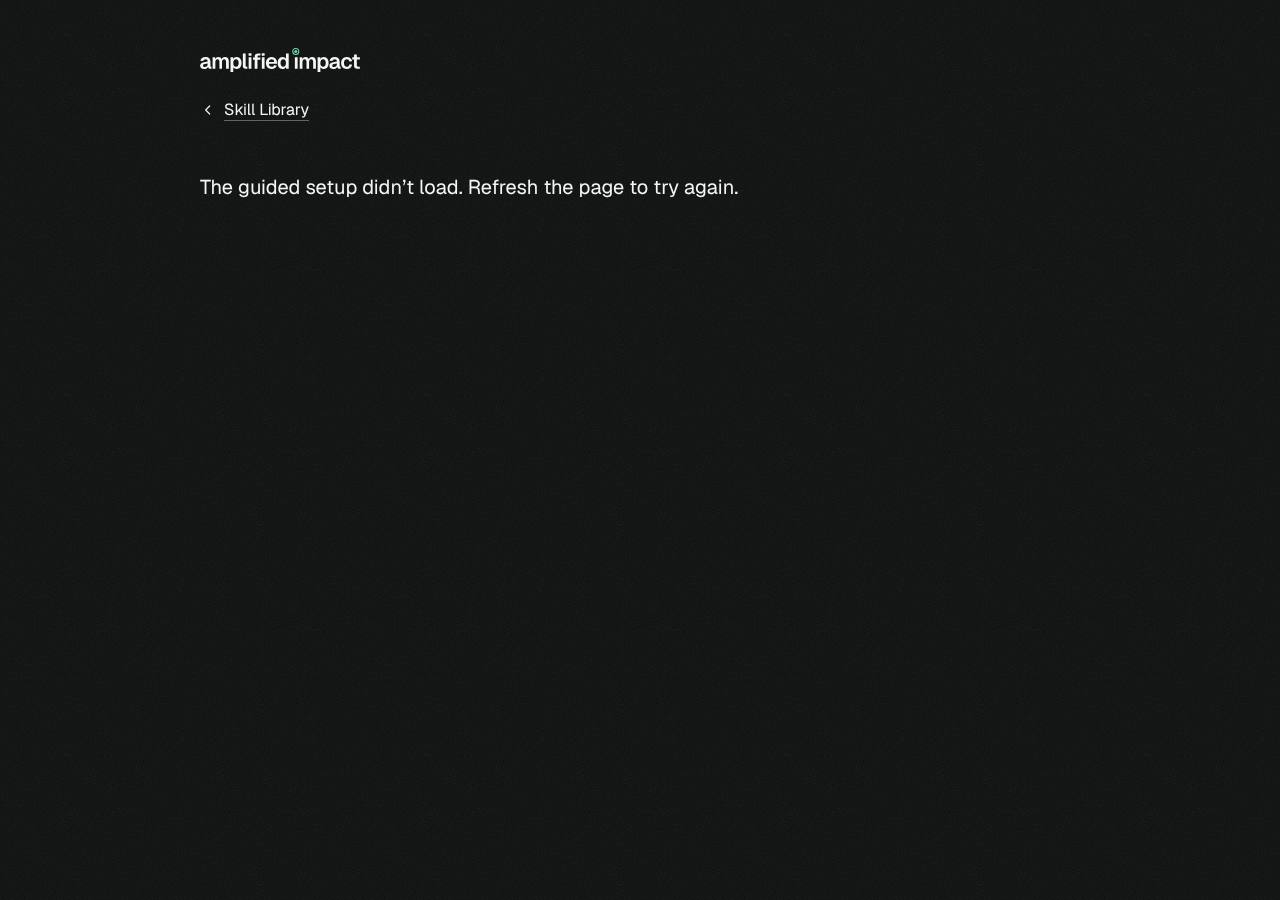 amplified impact
Skill Library
The guided setup didn’t load. Refresh the page to try again.